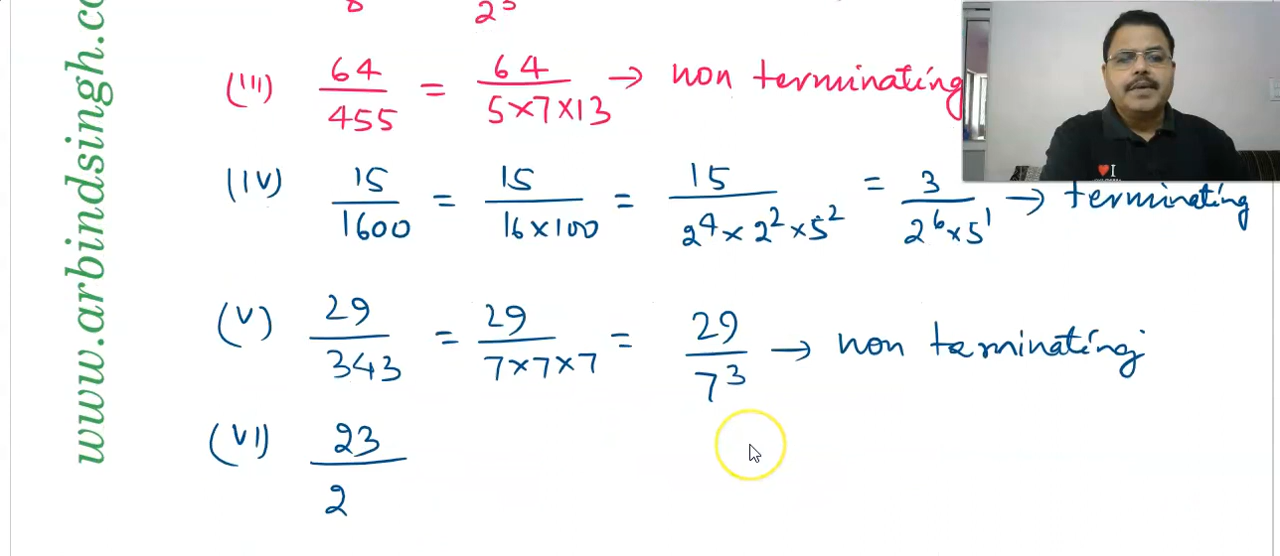 8 2³
(III) 64/455 = 64/5×7×13 → non terminating
(IV) 15/1600 = 15/16×100 = 15/2⁴×2²×5² = 3/2⁶×5¹ → terminating
(V) 29/343 = 29/7×7×7 = 29/7³ → non terminating
(VI) 23/2
www.arbindsingh.co
I